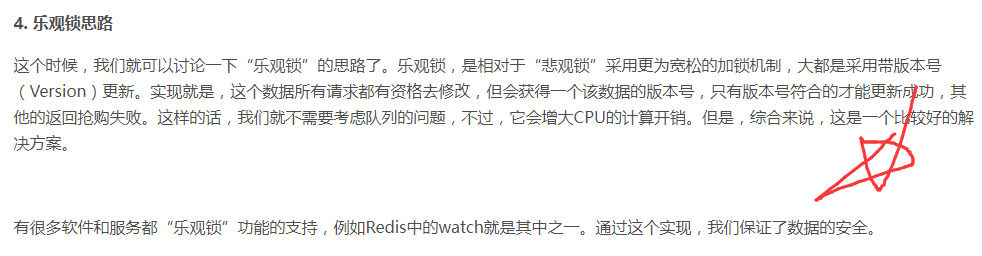 4. 乐观锁思路
这个时候，我们就可以讨论一下“乐观锁”的思路了。乐观锁，是相对于“悲观锁”采用更为宽松的加锁机制，大都是采用带版本号
（Version）更新。实现就是，这个数据所有请求都有资格去修改，但会获得一个该数据的版本号，只有版本号符合的才能更新成功，其
他的返回抢购失败。这样的话，我们就不需要考虑队列的问题，不过，它会增大CPU的计算开销。但是，综合来说，这是一个比较好的解
决方案。
有很多软件和服务都“乐观锁”功能的支持，例如Redis中的watch就是其中之一。通过这个实现，我们保证了数据的安全。